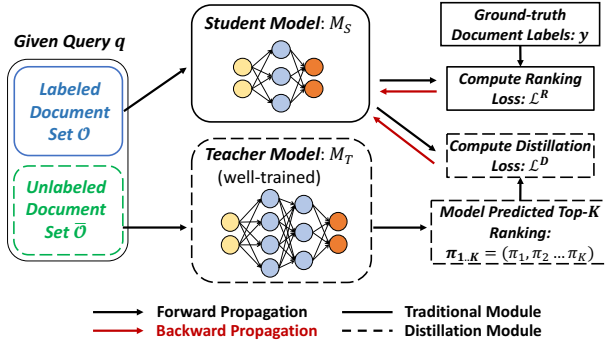 Given Query q
Labeled
Document
Set 𝒪
Unlabeled
Document
Set 𝒪̅
Student Model: M_S
Teacher Model: M_T
(well-trained)
Ground-truth
Document Labels: y
Compute Ranking
Loss: ℒ^R
Compute Distillation
Loss: ℒ^D
Model Predicted Top-K
Ranking:
π_{1..K} = (π_1, π_2 … π_K)
Forward Propagation
Backward Propagation
Traditional Module
Distillation Module